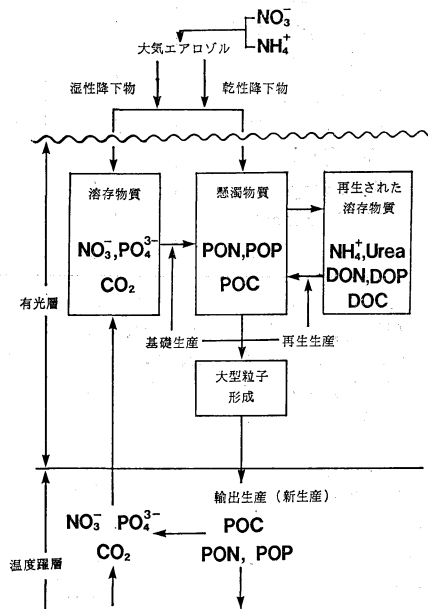 NO₃⁻
NH₄⁺
大気エアロゾル
湿性降下物
乾性降下物
溶存物質
NO₃⁻,PO₄³⁻
CO₂
懸濁物質
PON,POP
POC
再生された
溶存物質
NH₄⁺,Urea
DON,DOP
DOC
有光層
基礎生産
再生生産
大型粒子
形成
輸出生産(新生産)
NO₃⁻ PO₄³⁻
CO₂
POC
PON, POP
温度躍層